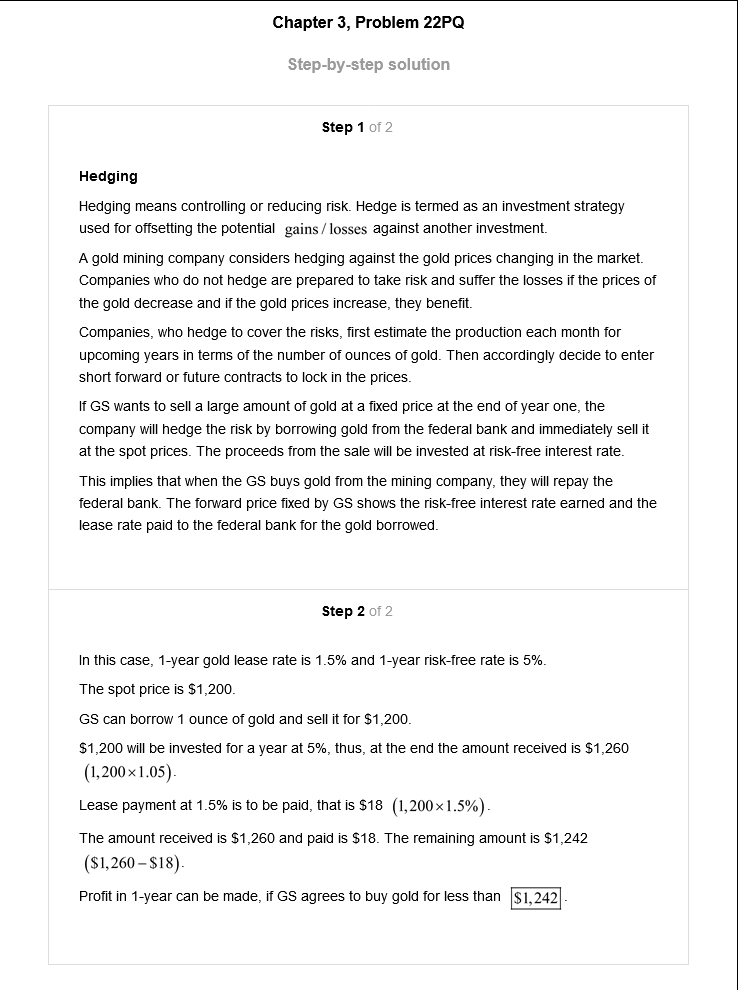 Chapter 3, Problem 22PQ
Step-by-step solution
Step 1 of 2
Hedging
Hedging means controlling or reducing risk. Hedge is termed as an investment strategy
used for offsetting the potential gains / losses against another investment.
A gold mining company considers hedging against the gold prices changing in the market.
Companies who do not hedge are prepared to take risk and suffer the losses if the prices of
the gold decrease and if the gold prices increase, they benefit.
Companies, who hedge to cover the risks, first estimate the production each month for
upcoming years in terms of the number of ounces of gold. Then accordingly decide to enter
short forward or future contracts to lock in the prices.
If GS wants to sell a large amount of gold at a fixed price at the end of year one, the
company will hedge the risk by borrowing gold from the federal bank and immediately sell it
at the spot prices. The proceeds from the sale will be invested at risk-free interest rate.
This implies that when the GS buys gold from the mining company, they will repay the
federal bank. The forward price fixed by GS shows the risk-free interest rate earned and the
lease rate paid to the federal bank for the gold borrowed.
Step 2 of 2
In this case, 1-year gold lease rate is 1.5% and 1-year risk-free rate is 5%.
The spot price is $1,200.
GS can borrow 1 ounce of gold and sell it for $1,200.
$1,200 will be invested for a year at 5%, thus, at the end the amount received is $1,260
(1,200×1.05).
Lease payment at 1.5% is to be paid, that is $18 (1,200×1.5%).
The amount received is $1,260 and paid is $18. The remaining amount is $1,242
($1,260−$18).
Profit in 1-year can be made, if GS agrees to buy gold for less than $1,242.